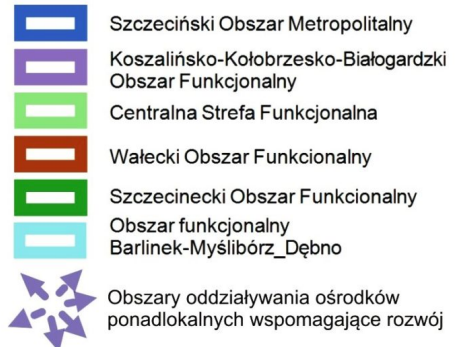 Szczeciński Obszar Metropolitalny
Koszalińsko-Kołobrzesko-Białogardzki
Obszar Funkcjonalny
Centralna Strefa Funkcjonalna
Wałecki Obszar Funkcionalny
Szczecinecki Obszar Funkcionalny
Obszar funkcjonalny
Barlinek-Myślibórz_Dębno
Obszary oddziaływania ośrodków
ponadlokalnych wspomagające rozwój